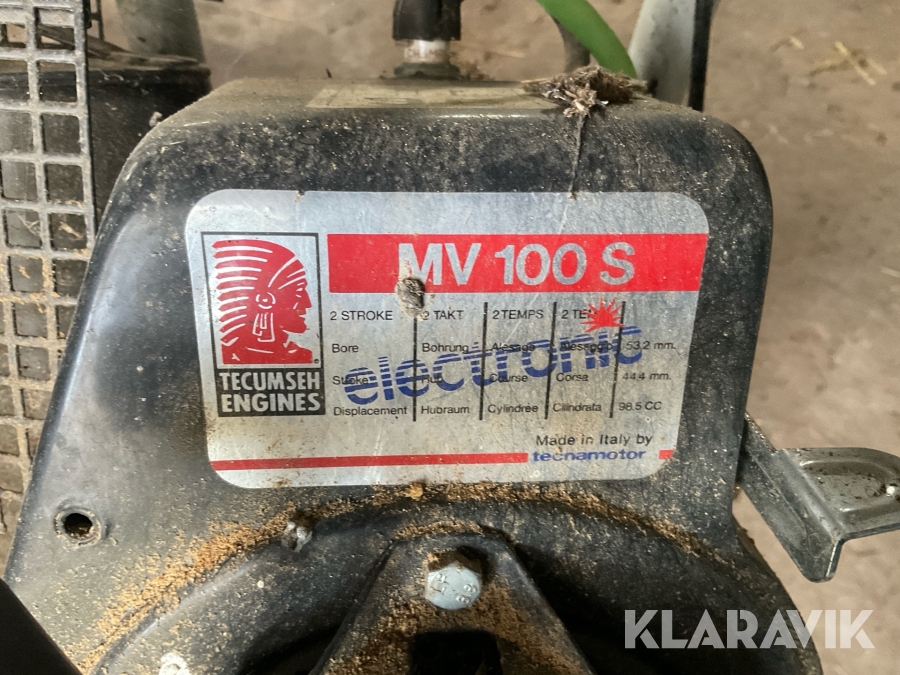 MV 100 S
2 STROKE 2 TAKT 2 TEMPS
Bore Bohrung Alesage Alesaggio 53,2 mm.
electronic
Stroke Hub Course Corsa 44.4 mm.
Displacement Hubraum Cylindrée Cilindrata 98.5 CC
TECUMSEH
ENGINES
Made in Italy by
tecnamotor
KLARAVIK